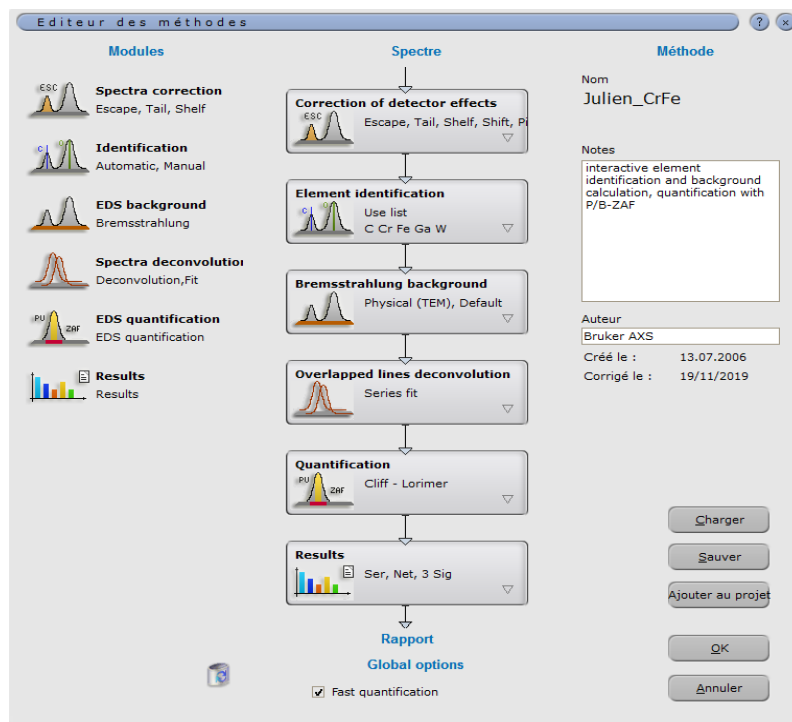 Editeur des méthodes
?
x
Modules
ESC
Spectra correction
Escape, Tail, Shelf
C
O
Identification
Automatic, Manual
EDS background
Bremsstrahlung
Spectra deconvolution
Deconvolution,Fit
PU
ZAF
EDS quantification
EDS quantification
Results
Results
Spectre
Correction of detector effects
ESC
Escape, Tail, Shelf, Shift, Pi
Element identification
C
O
Use list
C Cr Fe Ga W
Bremsstrahlung background
Physical (TEM), Default
Overlapped lines deconvolution
Series fit
Quantification
PU
ZAF
Cliff - Lorimer
Results
Ser, Net, 3 Sig
Rapport
Global options
Fast quantification
Méthode
Nom
Julien_CrFe
Notes
interactive element
identification and background
calculation, quantification with
P/B-ZAF
Auteur
Bruker AXS
Créé le : 13.07.2006
Corrigé le : 19/11/2019
Charger
Sauver
Ajouter au projet
OK
Annuler